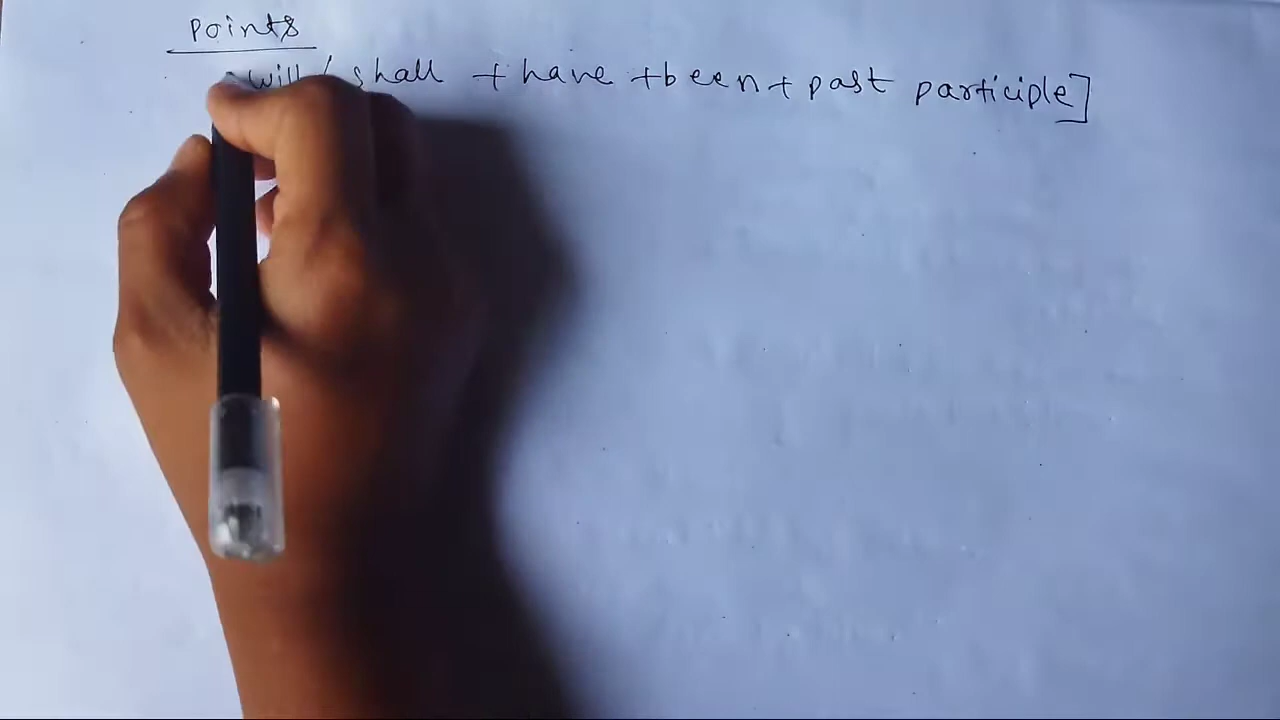 Points
will / shall + have + been + past participle]